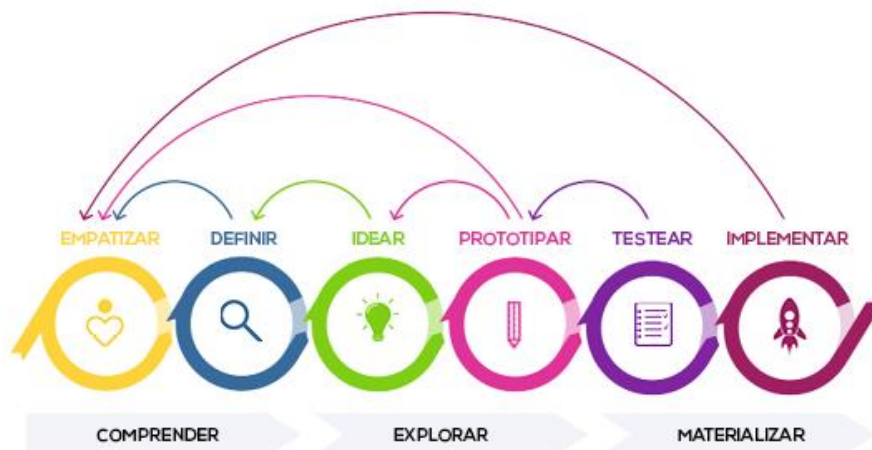 EMPATIZAR DEFINIR IDEAR PROTOTIPAR TESTEAR IMPLEMENTAR
COMPRENDER EXPLORAR MATERIALIZAR